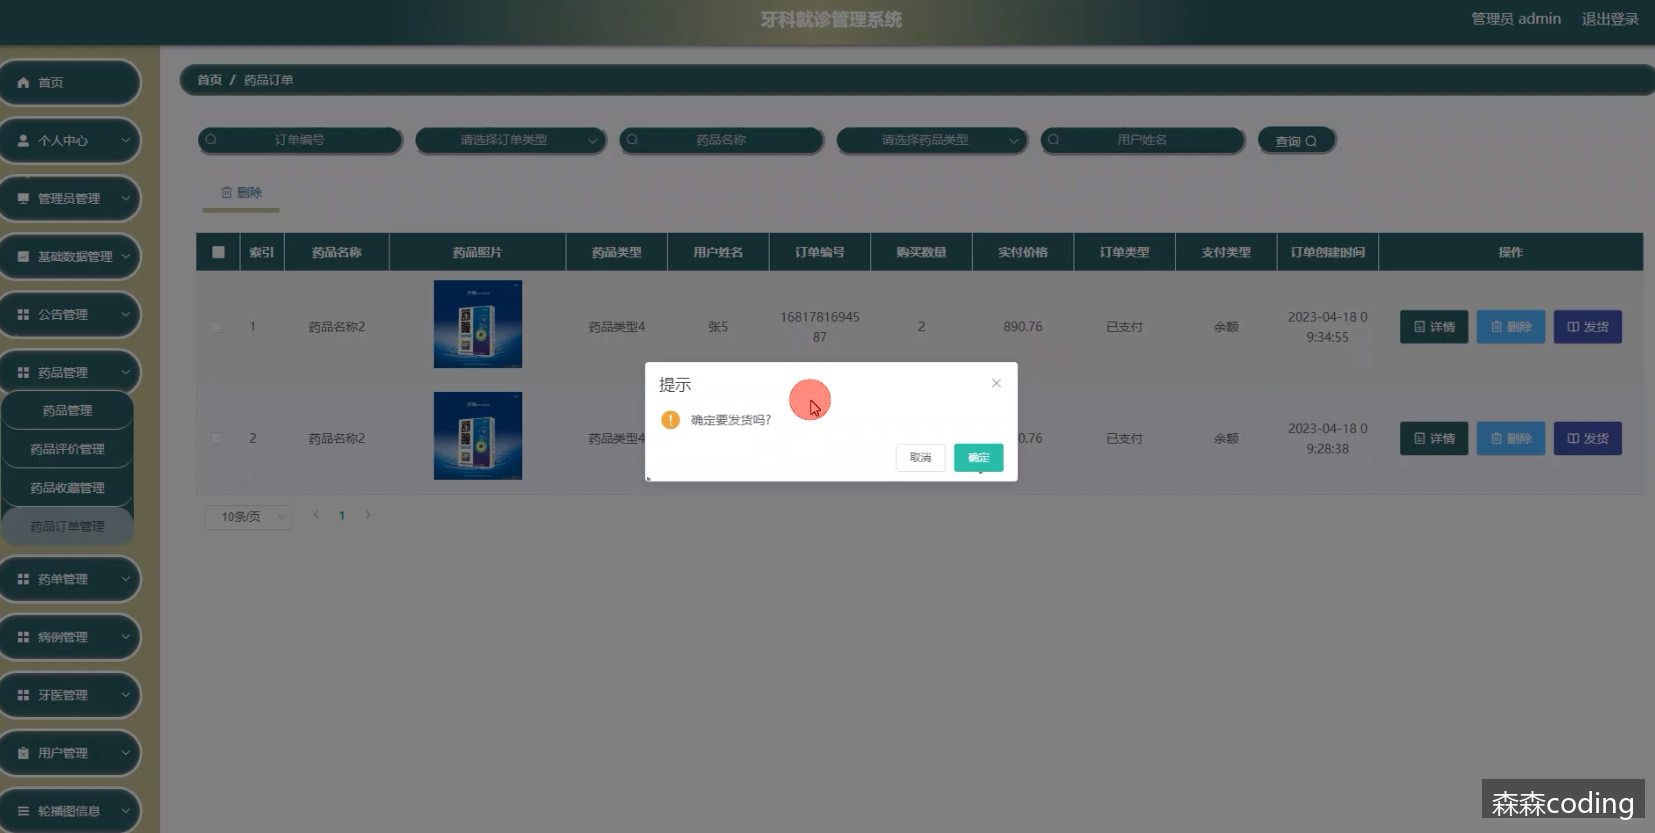 牙科就诊管理系统
管理员 admin
退出登录
首页
个人中心
管理员管理
基础数据管理
公告管理
药品管理
药品管理
药品评价管理
药品收藏管理
药品订单管理
药单管理
病例管理
牙医管理
用户管理
轮播图信息
首页 / 药品订单
订单编号
请选择订单类型
药品名称
请选择药品类型
用户姓名
查询
删除
索引 药品名称 药品照片 药品类型 用户姓名 订单编号 购买数量 实付价格 订单类型 支付类型 订单创建时间 操作
1 药品名称2 药品类型4 张5 16817816945 2 890.76 已支付 余额 2023-04-18 0 详情 删除 发货
87 9:34:55
2 药品名称2 药品类型4 0.76 已支付 余额 2023-04-18 0 详情 删除 发货
9:28:38
提示
确定要发货吗?
取消 确定
10条/页
1
森森coding